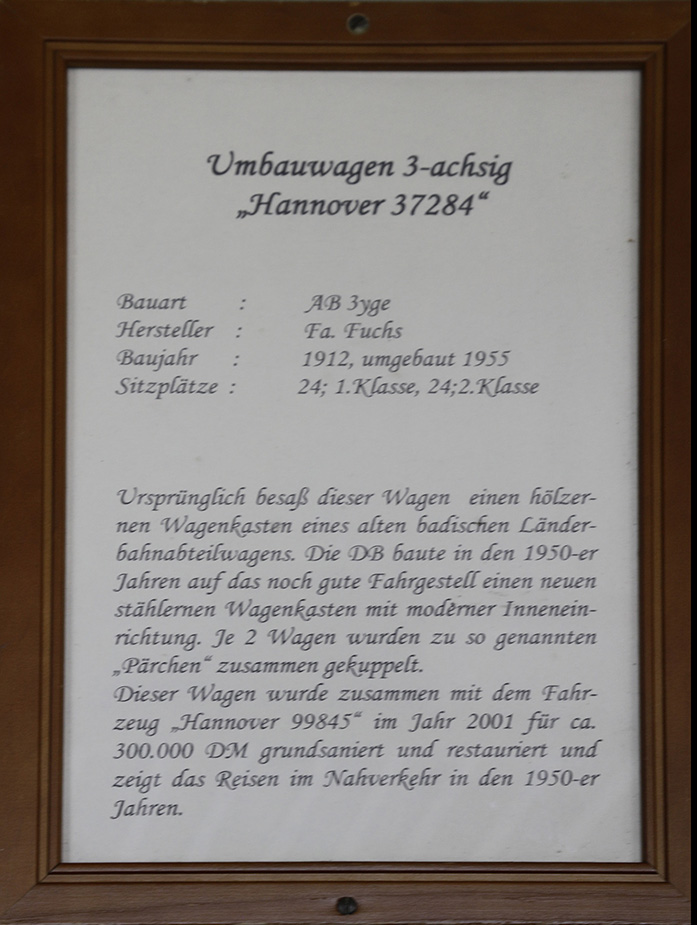 Umbauwagen 3-achsig
„Hannover 37284“
Bauart : AB 3yge
Hersteller : Fa. Fuchs
Baujahr : 1912, umgebaut 1955
Sitzplätze : 24; 1.Klasse, 24;2.Klasse
Ursprünglich besaß dieser Wagen einen hölzer-
nen Wagenkasten eines alten badischen Länder-
bahnabteilwagens. Die DB baute in den 1950-er
Jahren auf das noch gute Fahrgestell einen neuen
stählernen Wagenkasten mit moderner Innenein-
richtung. Je 2 Wagen wurden zu so genannten
„Pärchen“ zusammen gekuppelt.
Dieser Wagen wurde zusammen mit dem Fahr-
zeug „Hannover 99845“ im Jahr 2001 für ca.
300.000 DM grundsaniert und restauriert und
zeigt das Reisen im Nahverkehr in den 1950-er
Jahren.